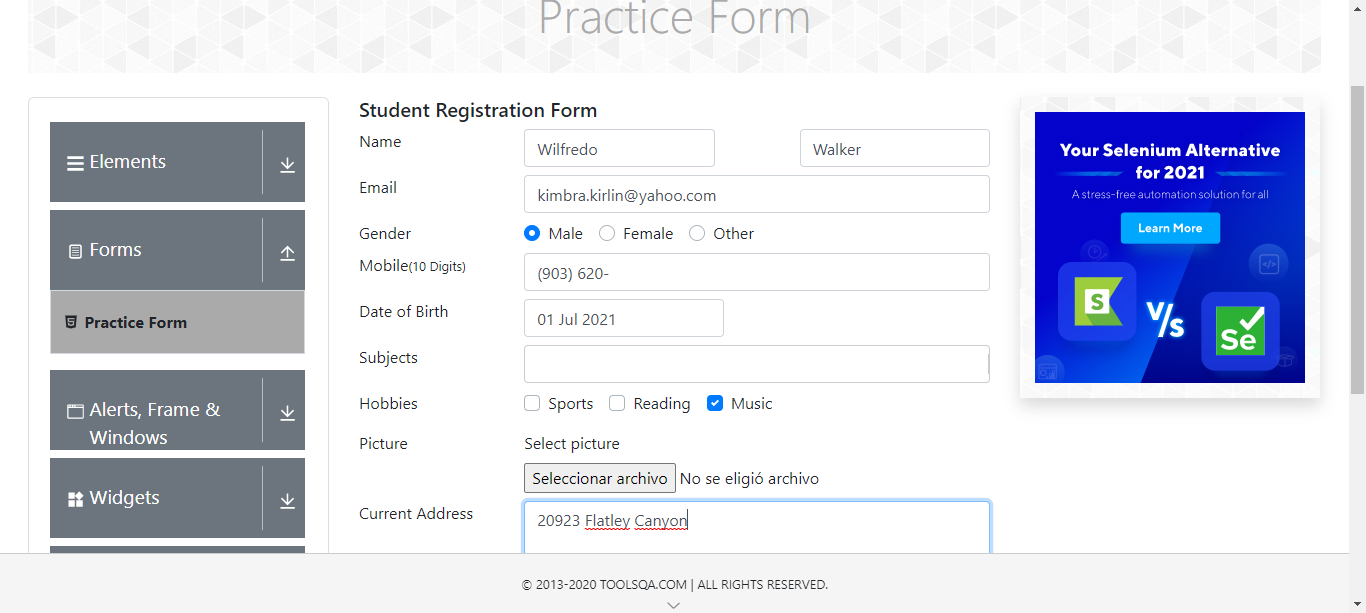 Practice Form
Elements
Forms
Practice Form
Alerts, Frame &
Windows
Widgets
Student Registration Form
Name
Wilfredo
Walker
Email
kimbra.kirlin@yahoo.com
Gender
Male
Female
Other
Mobile(10 Digits)
(903) 620-
Date of Birth
01 Jul 2021
Subjects
Hobbies
Sports
Reading
Music
Picture
Select picture
Seleccionar archivo No se eligió archivo
Current Address
20923 Flatley Canyon
Your Selenium Alternative
for 2021
A stress-free automation solution for all
Learn More
S
V/s
Se
© 2013-2020 TOOLSQA.COM | ALL RIGHTS RESERVED.